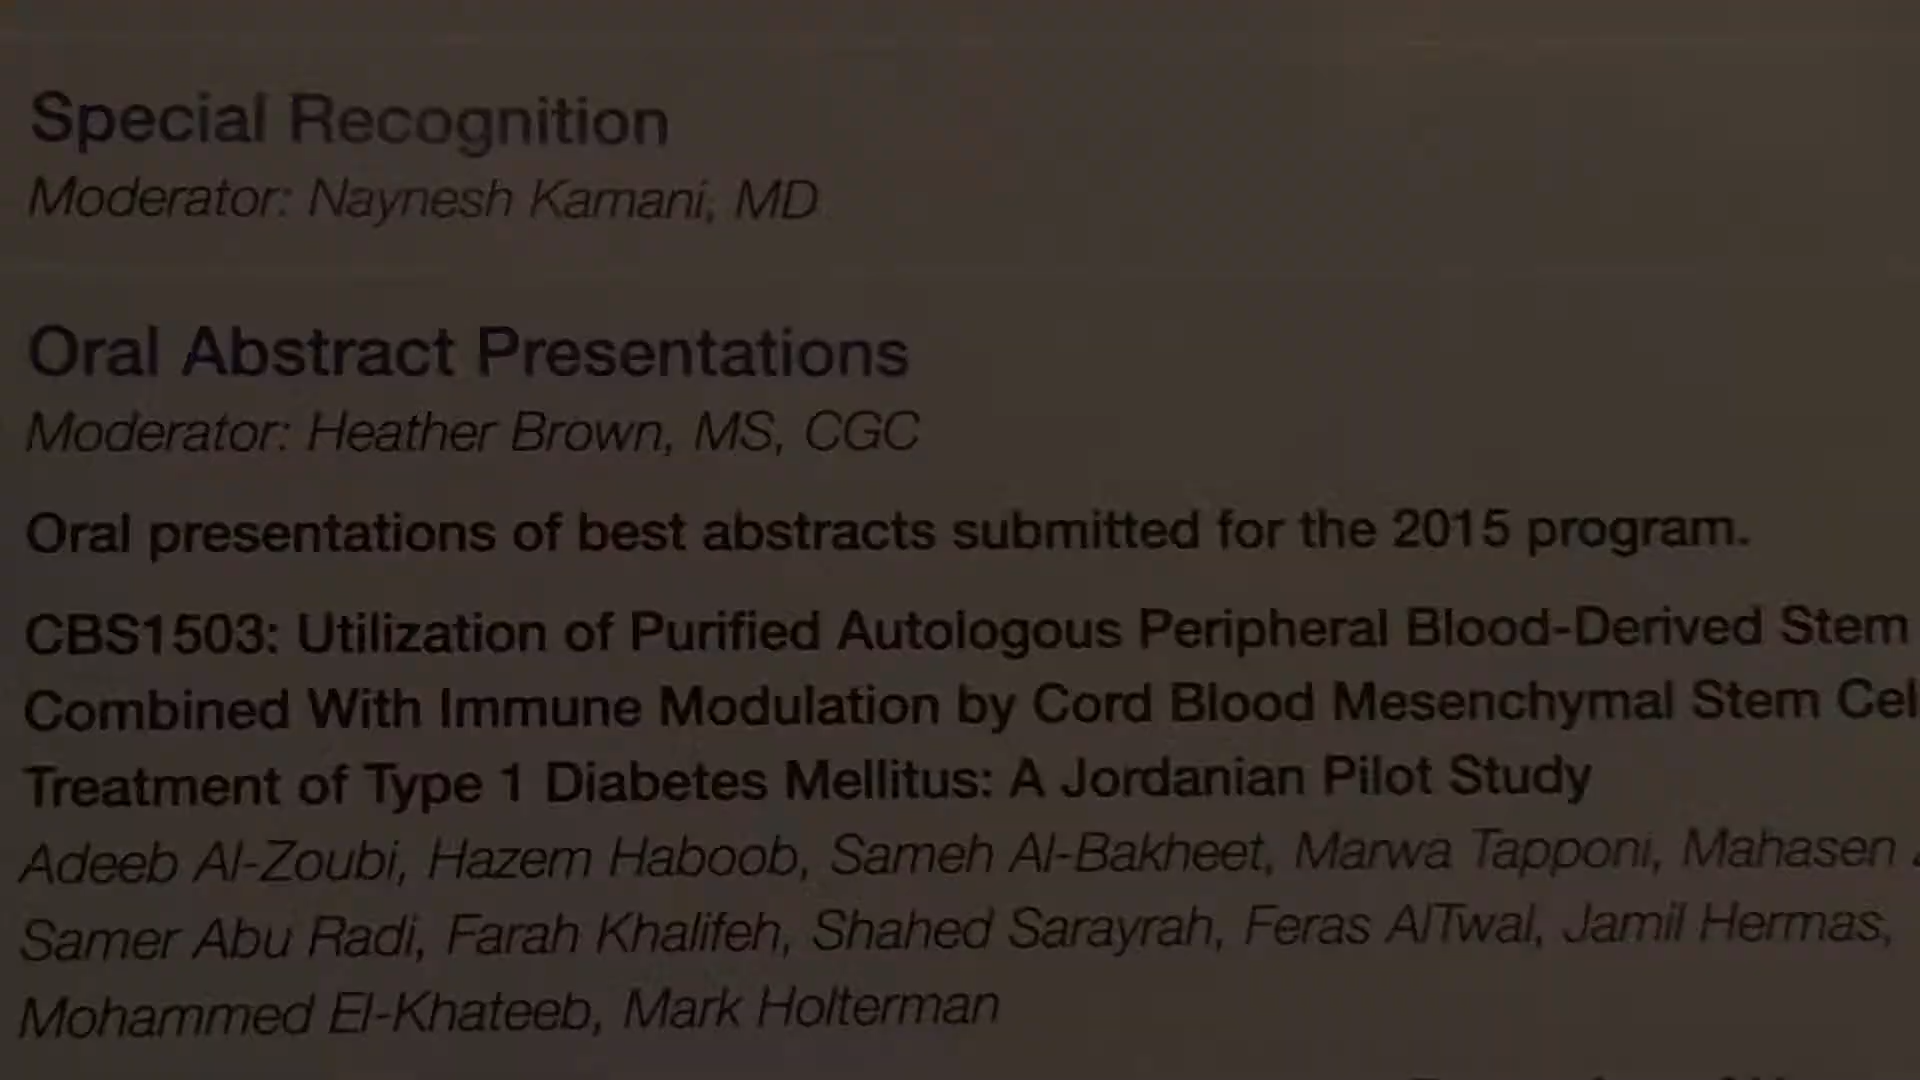 Special Recognition
Moderator: Naynesh Kamani, MD
Oral Abstract Presentations
Moderator: Heather Brown, MS, CGC
Oral presentations of best abstracts submitted for the 2015 program.
CBS1503: Utilization of Purified Autologous Peripheral Blood-Derived Stem
Combined With Immune Modulation by Cord Blood Mesenchymal Stem Cel
Treatment of Type 1 Diabetes Mellitus: A Jordanian Pilot Study
Adeeb Al-Zoubi, Hazem Haboob, Sameh Al-Bakheet, Marwa Tapponi, Mahasen
Samer Abu Radi, Farah Khalifeh, Shahed Sarayrah, Feras AlTwal, Jamil Hermas,
Mohammed El-Khateeb, Mark Holterman